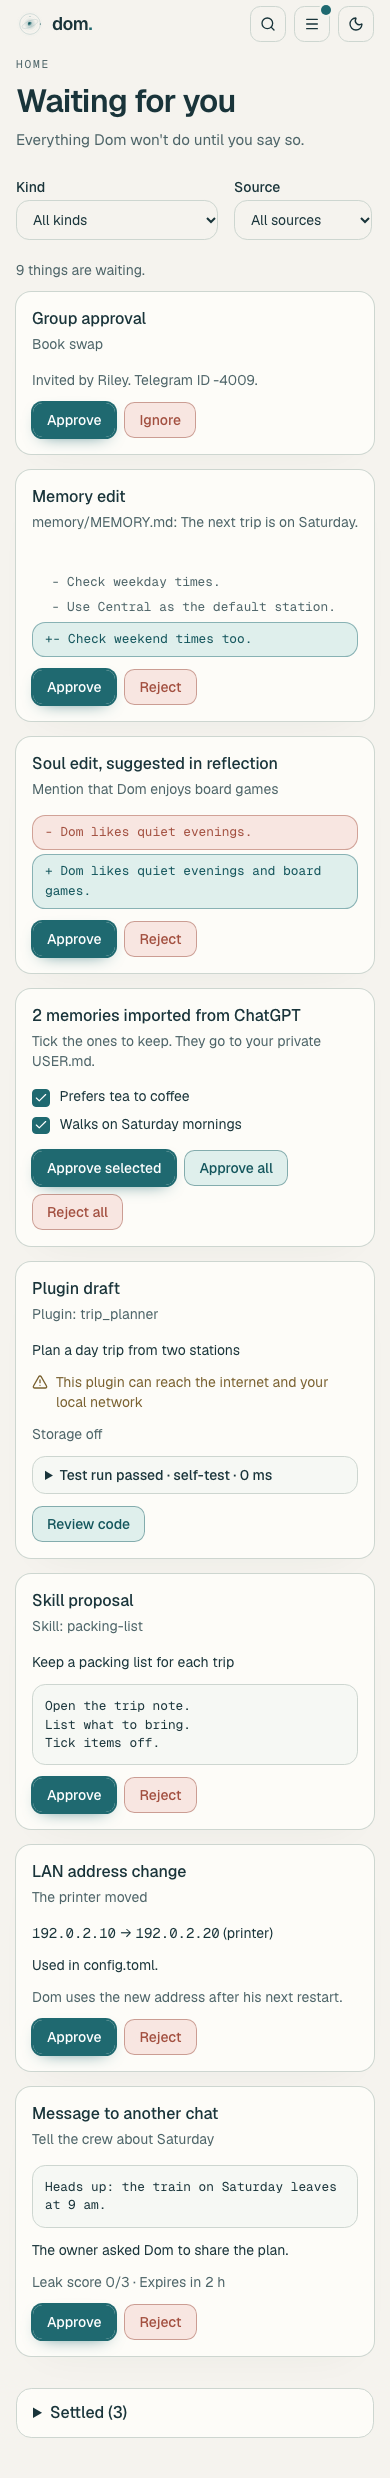 dom.
HOME
Waiting for you
Everything Dom won't do until you say so.
Kind
Source
All kinds
All sources
9 things are waiting.
Group approval
Book swap
Invited by Riley. Telegram ID -4009.
Approve
Ignore
Memory edit
memory/MEMORY.md: The next trip is on Saturday.
- Check weekday times.
- Use Central as the default station.
+- Check weekend times too.
Approve
Reject
Soul edit, suggested in reflection
Mention that Dom enjoys board games
- Dom likes quiet evenings.
+ Dom likes quiet evenings and board
games.
Approve
Reject
2 memories imported from ChatGPT
Tick the ones to keep. They go to your private
USER.md.
Prefers tea to coffee
Walks on Saturday mornings
Approve selected
Approve all
Reject all
Plugin draft
Plugin: trip_planner
Plan a day trip from two stations
This plugin can reach the internet and your
local network
Storage off
Test run passed · self-test · 0 ms
Review code
Skill proposal
Skill: packing-list
Keep a packing list for each trip
Open the trip note.
List what to bring.
Tick items off.
Approve
Reject
LAN address change
The printer moved
192.0.2.10 → 192.0.2.20 (printer)
Used in config.toml.
Dom uses the new address after his next restart.
Approve
Reject
Message to another chat
Tell the crew about Saturday
Heads up: the train on Saturday leaves
at 9 am.
The owner asked Dom to share the plan.
Leak score 0/3 · Expires in 2 h
Approve
Reject
Settled (3)